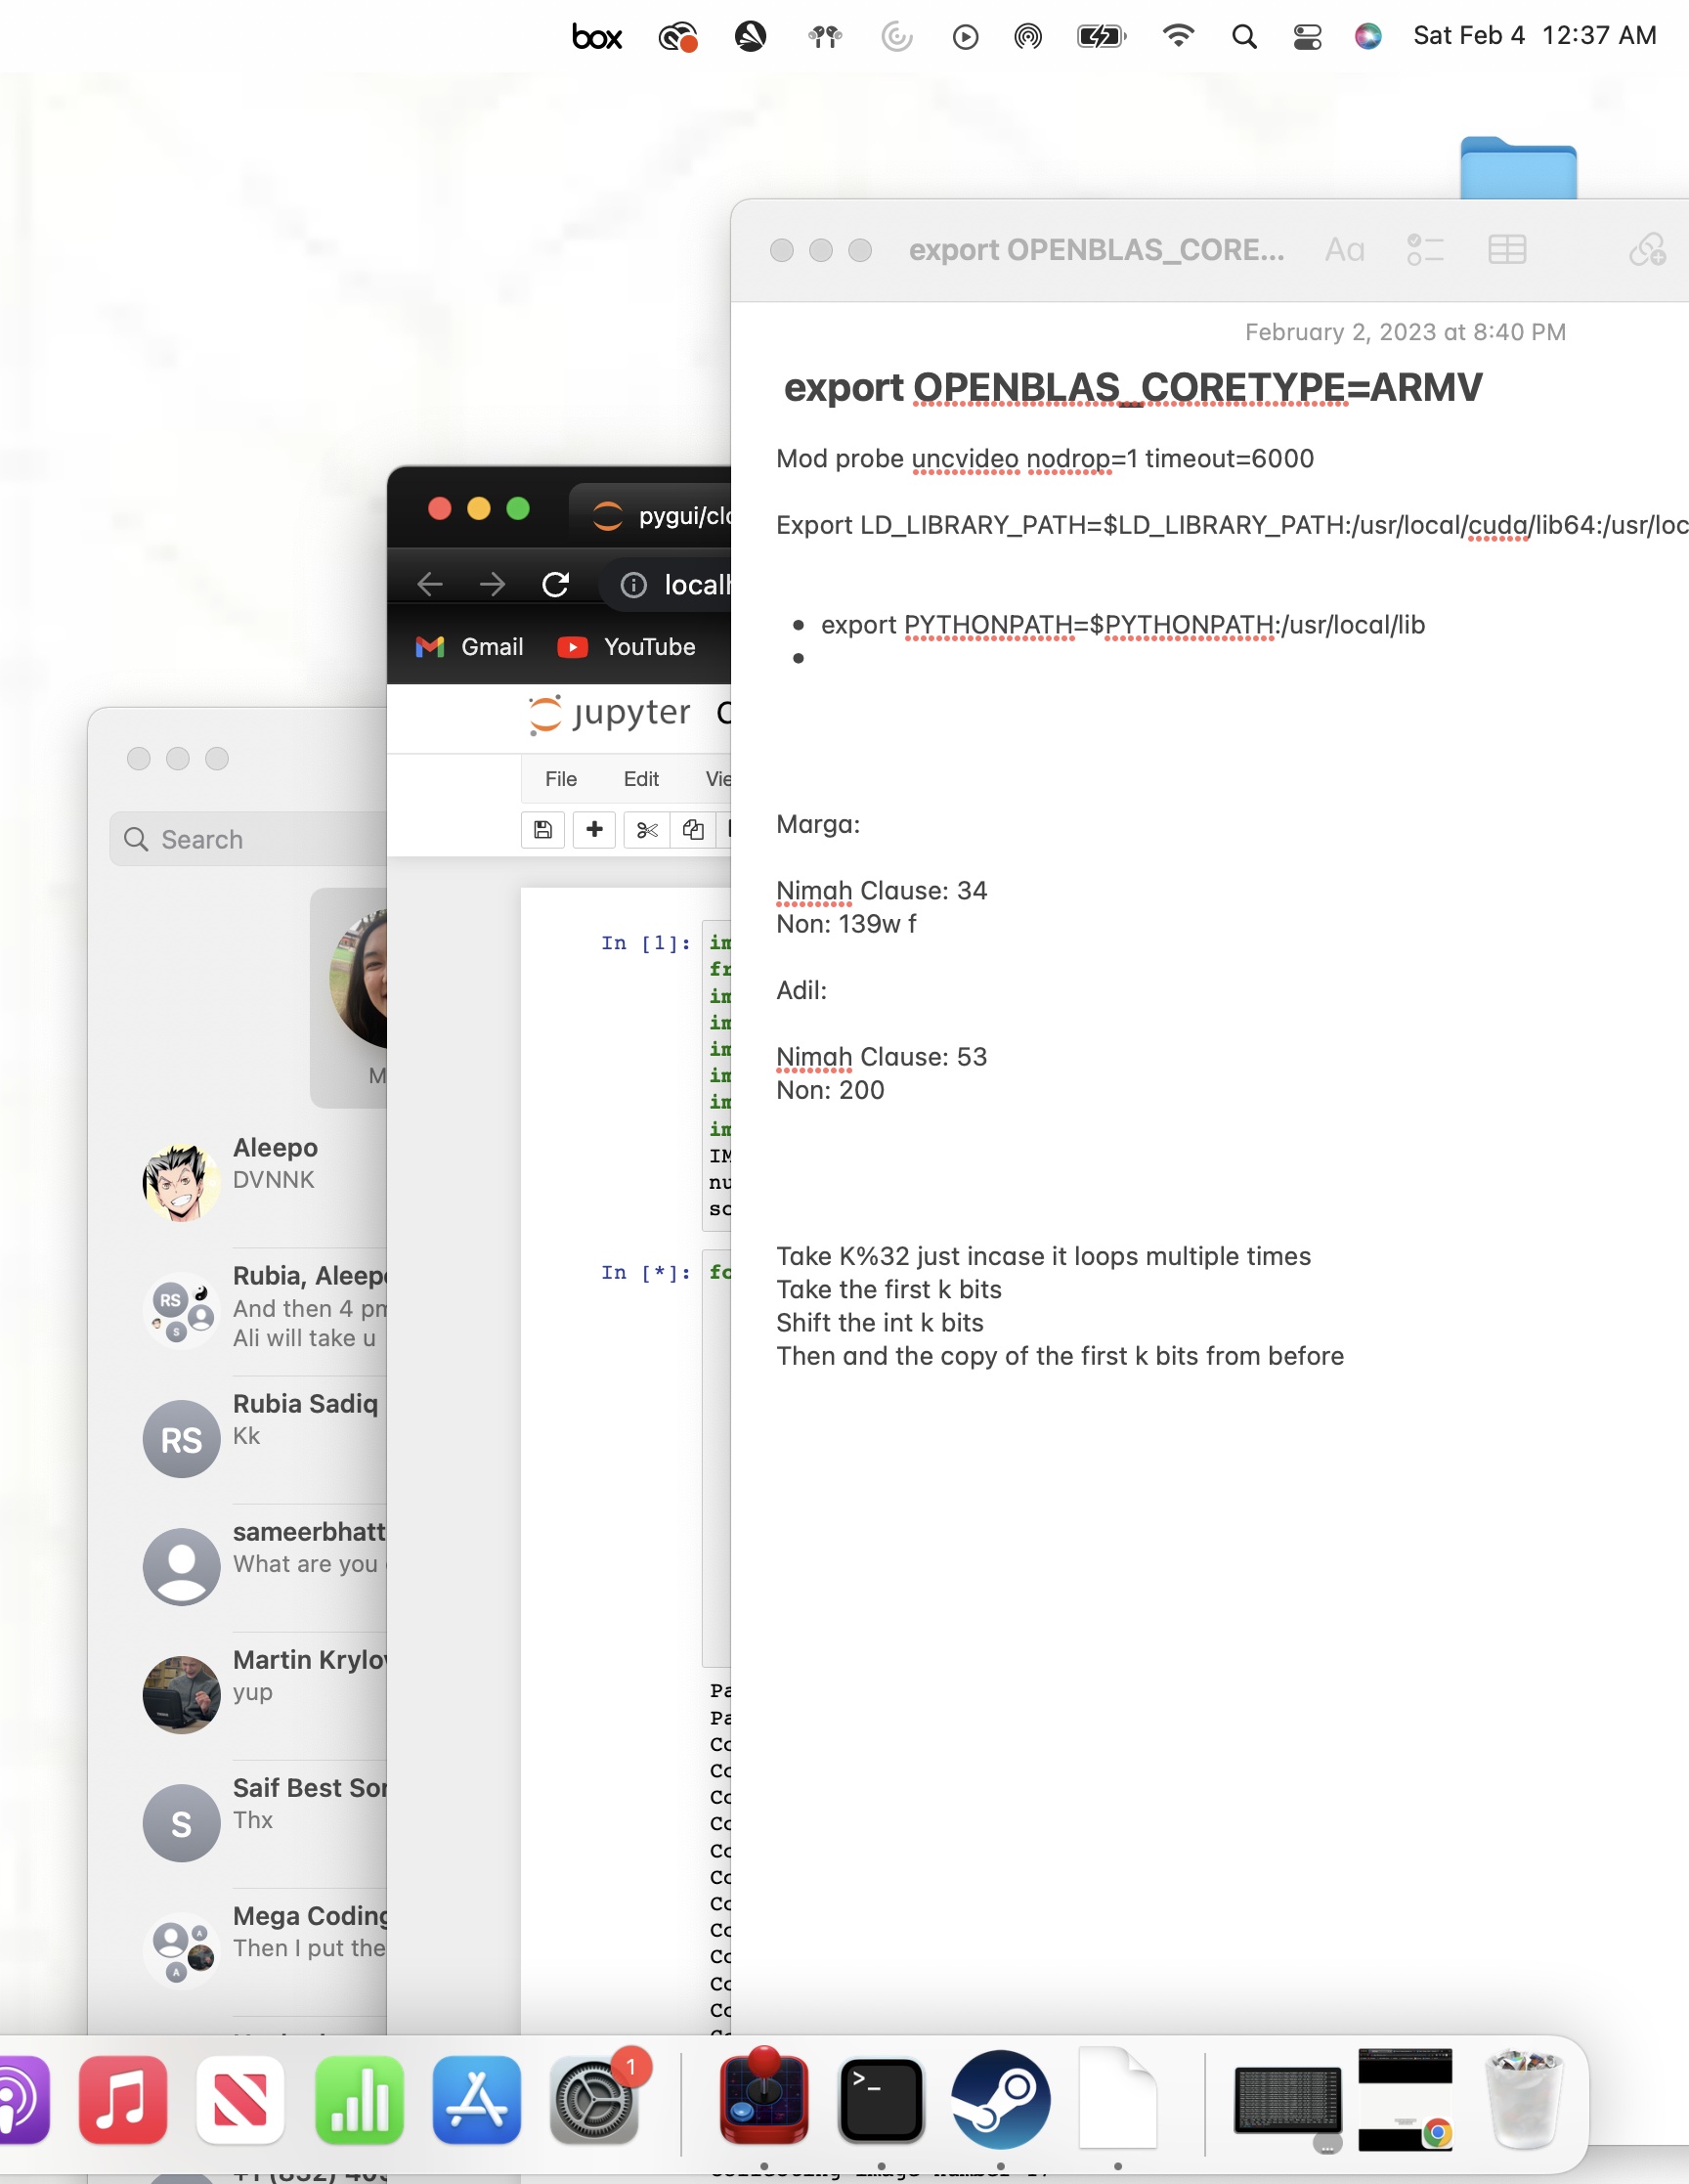 box
Sat Feb 4 12:37 AM
export OPENBLAS_CORE...
Aa
February 2, 2023 at 8:40 PM
export OPENBLAS_CORETYPE=ARMV
Mod probe uncvideo nodrop=1 timeout=6000
Export LD_LIBRARY_PATH=$LD_LIBRARY_PATH:/usr/local/cuda/lib64:/usr/loc
• export PYTHONPATH=$PYTHONPATH:/usr/local/lib
•
Marga:
Nimah Clause: 34
Non: 139w f
Adil:
Nimah Clause: 53
Non: 200
Take K%32 just incase it loops multiple times
Take the first k bits
Shift the int k bits
Then and the copy of the first k bits from before
pygui/clo
localh
Gmail
YouTube
jupyter
File Edit Vie
In [1]:
im
fr
im
im
im
im
im
im
IM
nu
sc
In [*]:
fo
Pa
Pa
Co
Co
Co
Co
Co
Co
Co
Co
Co
Co
Co
Search
M
Aleepo
DVNNK
Rubia, Aleepo
And then 4 pm
Ali will take u
RS
S
Rubia Sadiq
Kk
RS
sameerbhatt
What are you
Martin Krylov
yup
Saif Best Son
Thx
S
Mega Coding
Then I put the
A
A
1